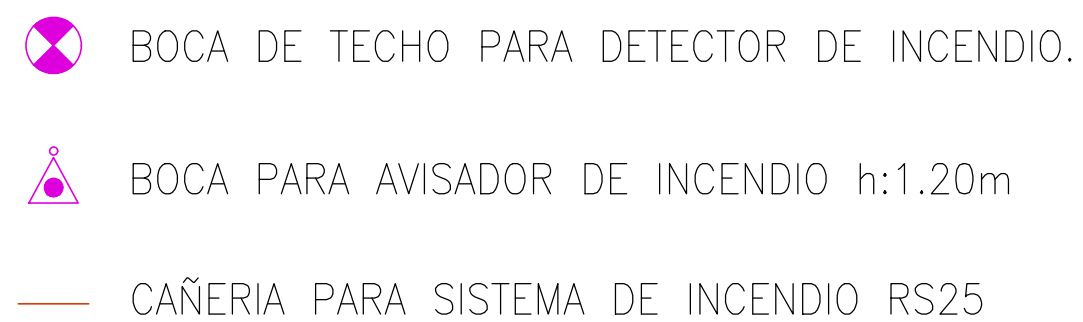 BOCA DE TECHO PARA DETECTOR DE INCENDIO.
BOCA PARA AVISADOR DE INCENDIO h:1.20m
CAÑERIA PARA SISTEMA DE INCENDIO RS25